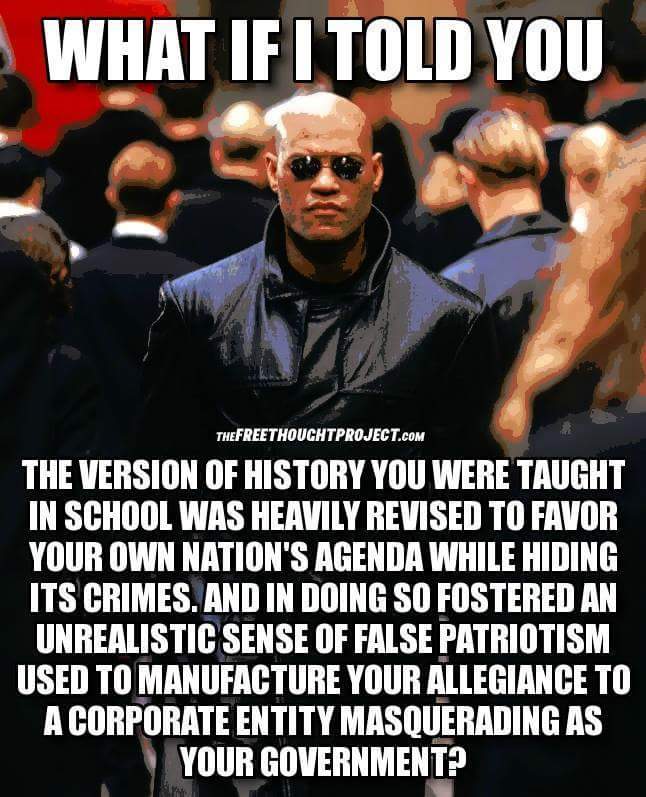 WHAT IF I TOLD YOU
THEFREETHOUGHTPROJECT.COM
THE VERSION OF HISTORY YOU WERE TAUGHT
IN SCHOOL WAS HEAVILY REVISED TO FAVOR
YOUR OWN NATION'S AGENDA WHILE HIDING
ITS CRIMES. AND IN DOING SO FOSTERED AN
UNREALISTIC SENSE OF FALSE PATRIOTISM
USED TO MANUFACTURE YOUR ALLEGIANCE TO
A CORPORATE ENTITY MASQUERADING AS
YOUR GOVERNMENT?